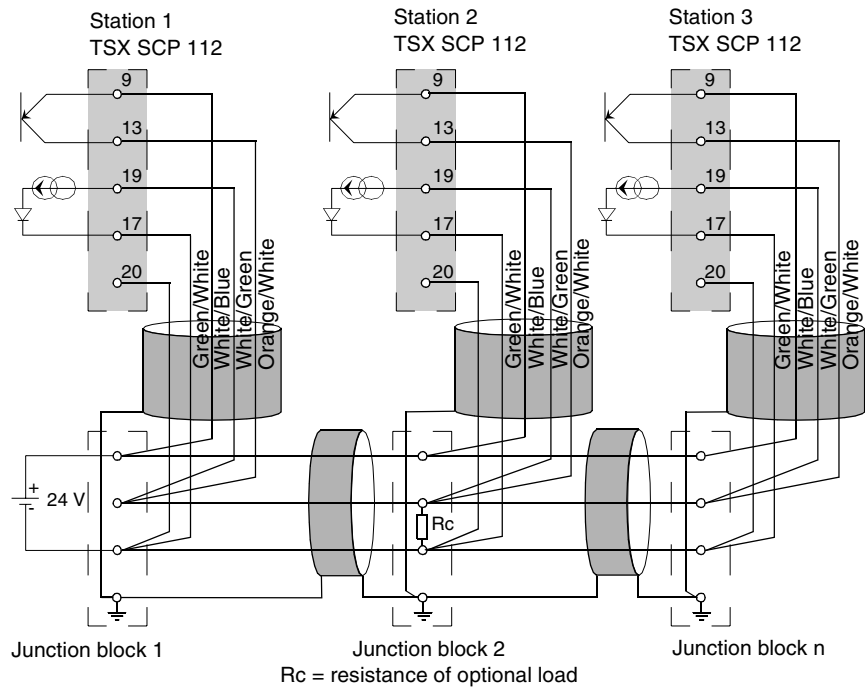 Station 1
TSX SCP 112
Station 2
TSX SCP 112
Station 3
TSX SCP 112
9
13
19
17
20
9
13
19
17
20
9
13
19
17
20
Green/White
White/Blue
White/Green
Orange/White
Green/White
White/Blue
White/Green
Orange/White
Green/White
White/Blue
White/Green
Orange/White
+
24 V
-
Rc
Junction block 1
Junction block 2
Junction block n
Rc = resistance of optional load